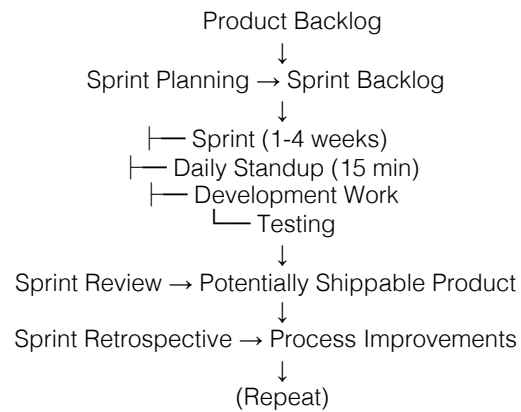 Product Backlog
↓
Sprint Planning → Sprint Backlog
↓
├── Sprint (1-4 weeks)
├── Daily Standup (15 min)
├── Development Work
└── Testing
↓
Sprint Review → Potentially Shippable Product
↓
Sprint Retrospective → Process Improvements
↓
(Repeat)